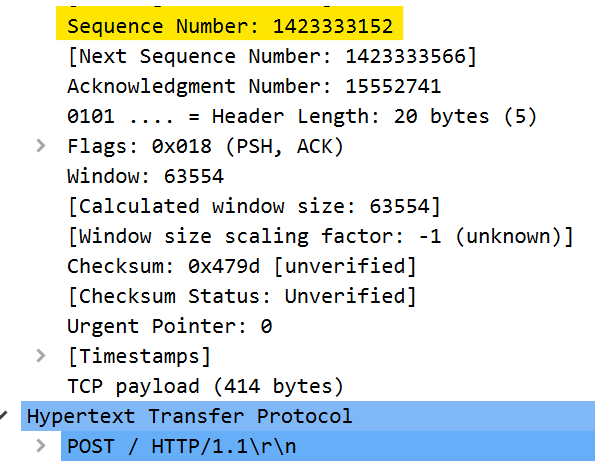 Sequence Number: 1423333152
[Next Sequence Number: 1423333566]
Acknowledgment Number: 15552741
0101 .... = Header Length: 20 bytes (5)
Flags: 0x018 (PSH, ACK)
Window: 63554
[Calculated window size: 63554]
[Window size scaling factor: -1 (unknown)]
Checksum: 0x479d [unverified]
[Checksum Status: Unverified]
Urgent Pointer: 0
[Timestamps]
TCP payload (414 bytes)
Hypertext Transfer Protocol
POST / HTTP/1.1\r\n